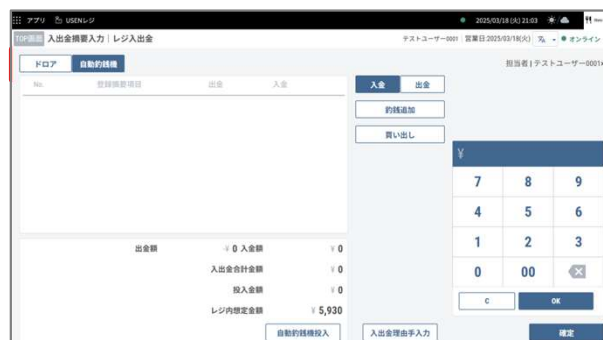 アプリ USENレジ 2025/03/18 (火) 21:03
TOP画面 入出金摘要入力 | レジ入出金 テストユーザー0001 営業日:2025/03/18(火) オンライン
ドロア 自動釣銭機 担当者 | テストユーザー0001
No. 登録摘要項目 出金 入金
入金 出金
釣銭追加
買い出し
¥
7 8 9
4 5 6
1 2 3
0 00
C OK
出金額 -¥ 0 入金額 ¥ 0
入出金合計金額 ¥ 0
投入金額 ¥ 0
レジ内想定金額 ¥ 5,930
自動釣銭機投入 入出金理由手入力 確定